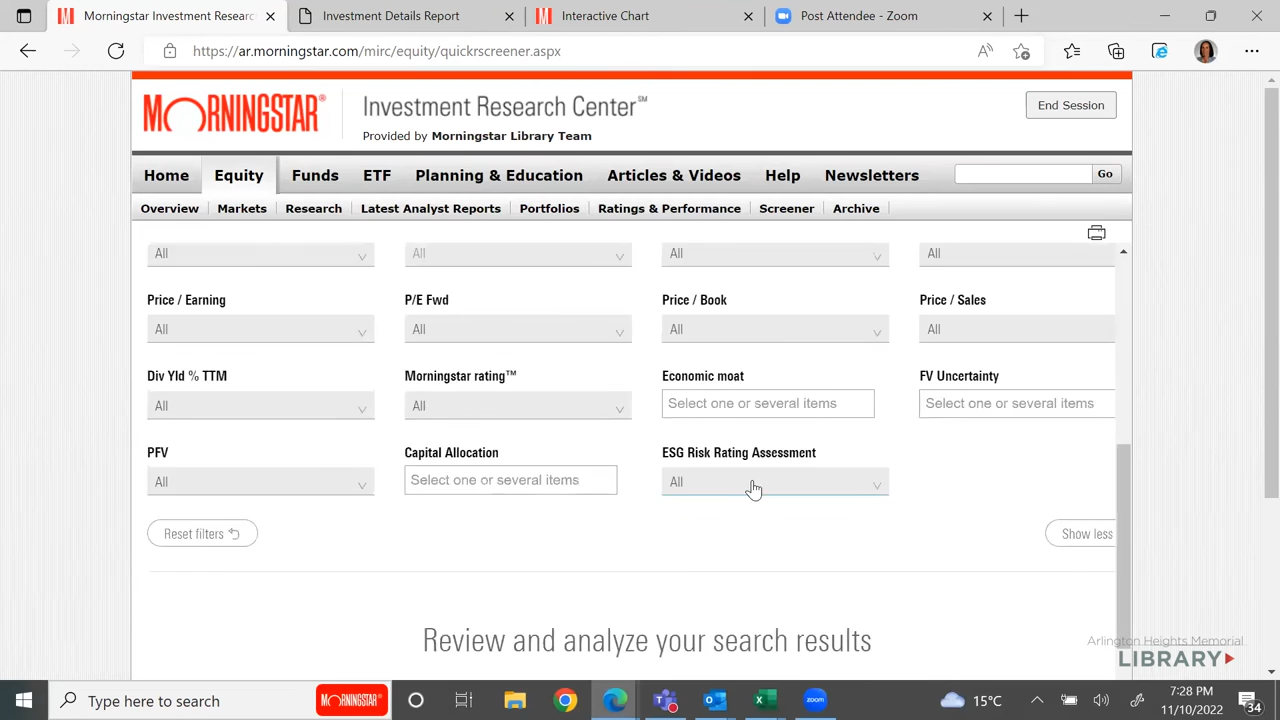 Morningstar Investment Research
Investment Details Report
Interactive Chart
Post Attendee - Zoom
https://ar.morningstar.com/mirc/equity/quickrscreener.aspx
MORNINGSTAR®
Investment Research Center℠
Provided by Morningstar Library Team
End Session
Home
Equity
Funds
ETF
Planning & Education
Articles & Videos
Help
Newsletters
Go
Overview
Markets
Research
Latest Analyst Reports
Portfolios
Ratings & Performance
Screener
Archive
All
All
All
All
Price / Earning
P/E Fwd
Price / Book
Price / Sales
All
All
All
All
Div Yld % TTM
Morningstar rating™
Economic moat
FV Uncertainty
All
All
Select one or several items
Select one or several items
PFV
Capital Allocation
ESG Risk Rating Assessment
All
Select one or several items
All
Reset filters
Show less
Review and analyze your search results
Arlington Heights Memorial
LIBRARY
Type here to search
MORNINGSTAR
zoom
15°C
7:28 PM
11/10/2022
34